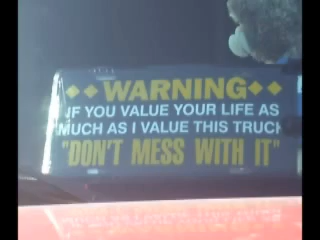 WARNING
IF YOU VALUE YOUR LIFE AS
MUCH AS I VALUE THIS TRUCK
"DON'T MESS WITH IT"